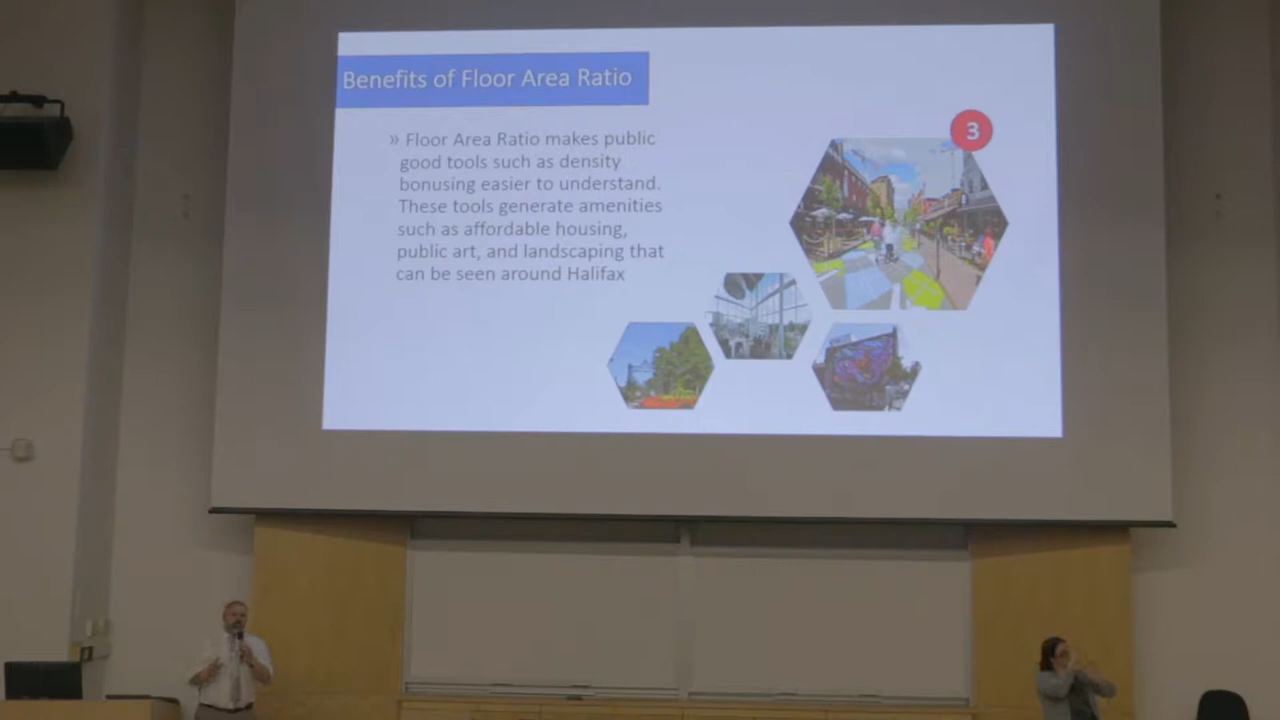 Benefits of Floor Area Ratio
» Floor Area Ratio makes public
good tools such as density
bonusing easier to understand.
These tools generate amenities
such as affordable housing,
public art, and landscaping that
can be seen around Halifax
3